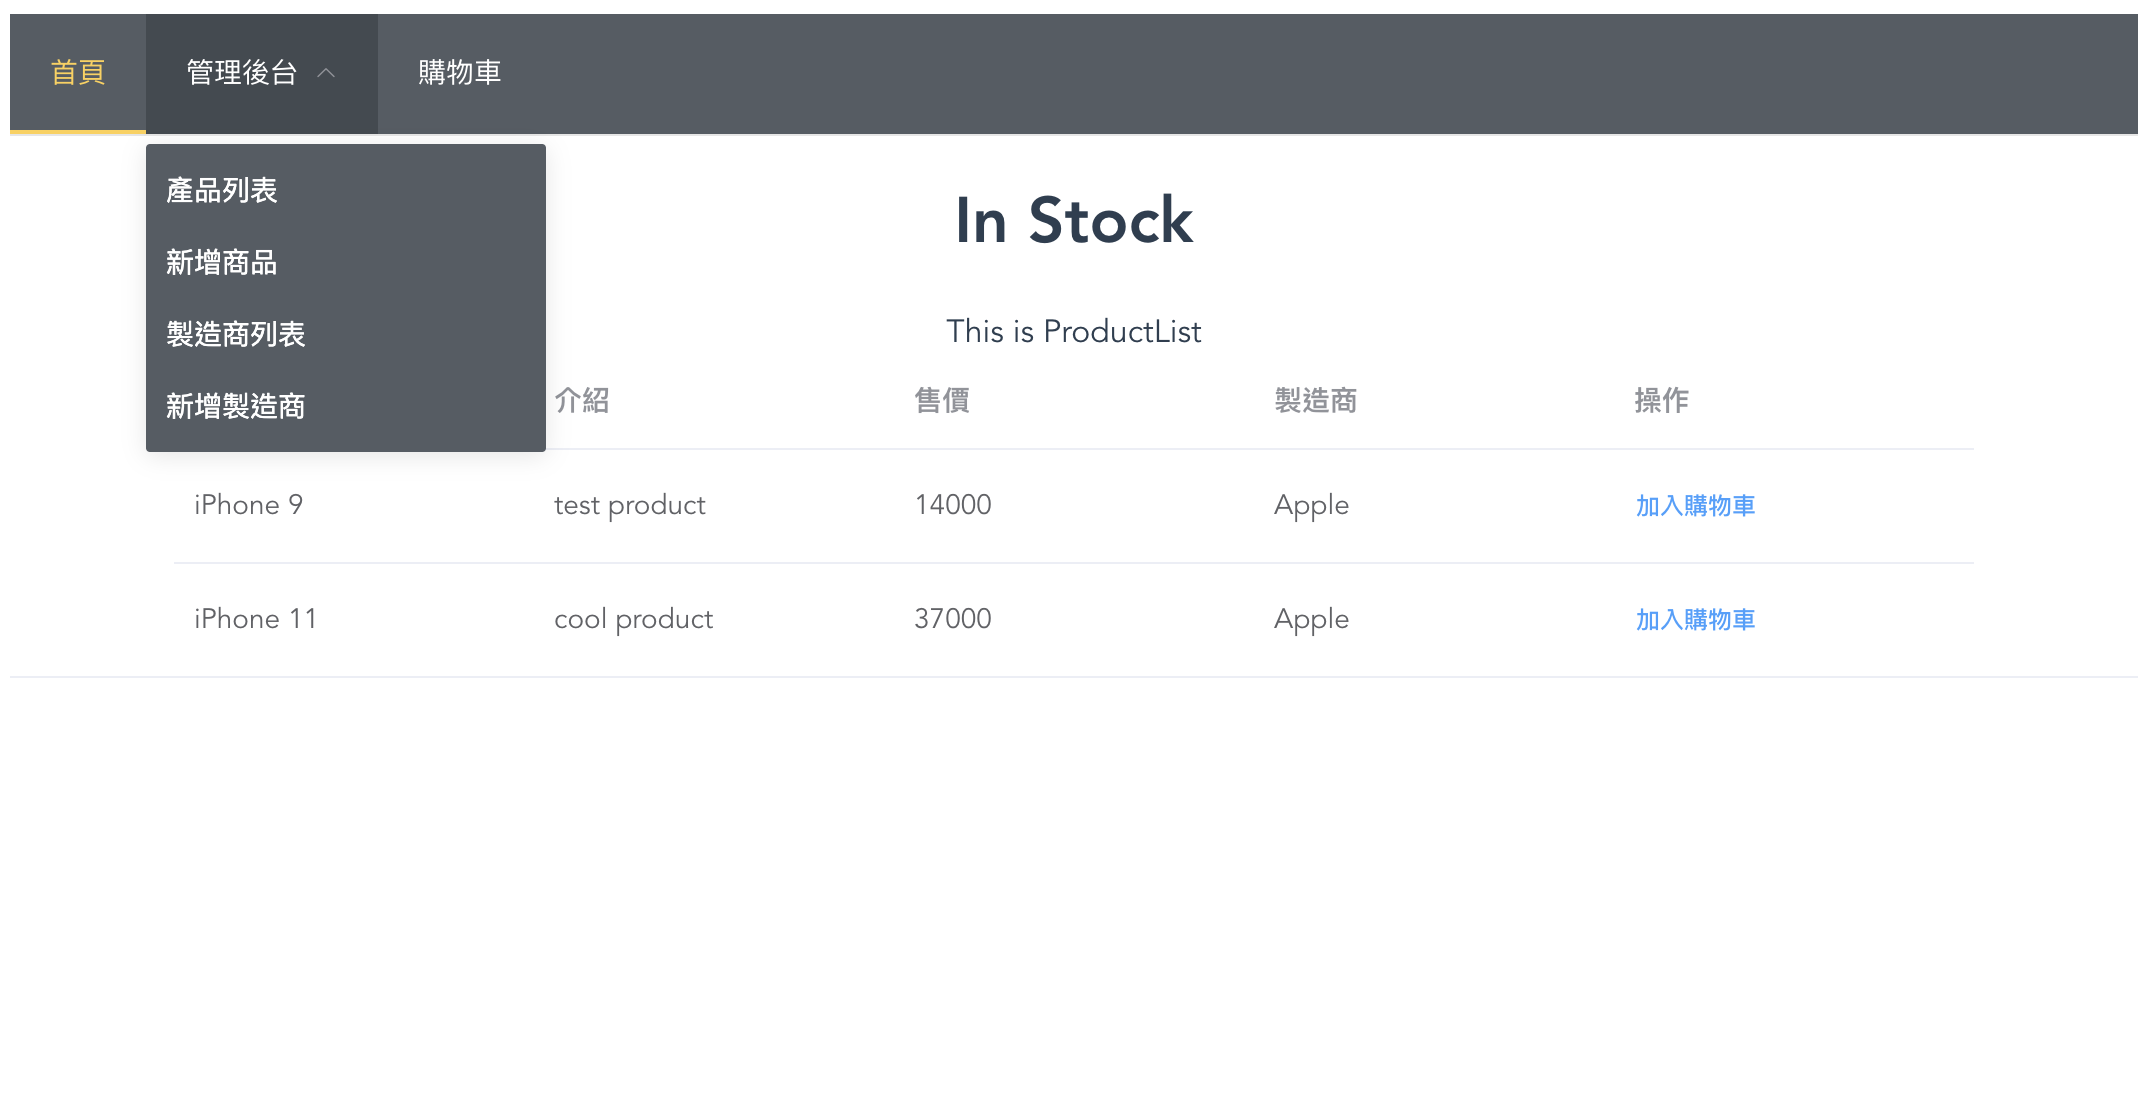 首頁 管理後台 購物車
產品列表
新增商品
製造商列表
新增製造商
In Stock
This is ProductList
介紹 售價 製造商 操作
iPhone 9 test product 14000 Apple 加入購物車
iPhone 11 cool product 37000 Apple 加入購物車